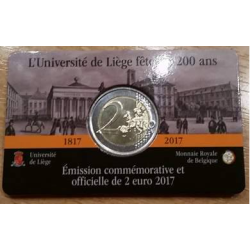 L'Université de Liège fête 200 ans
1817 2017
2
Université
de Liège
Monnaie Royale
de Belgique
Émission commémorative et
officielle de 2 euro 2017